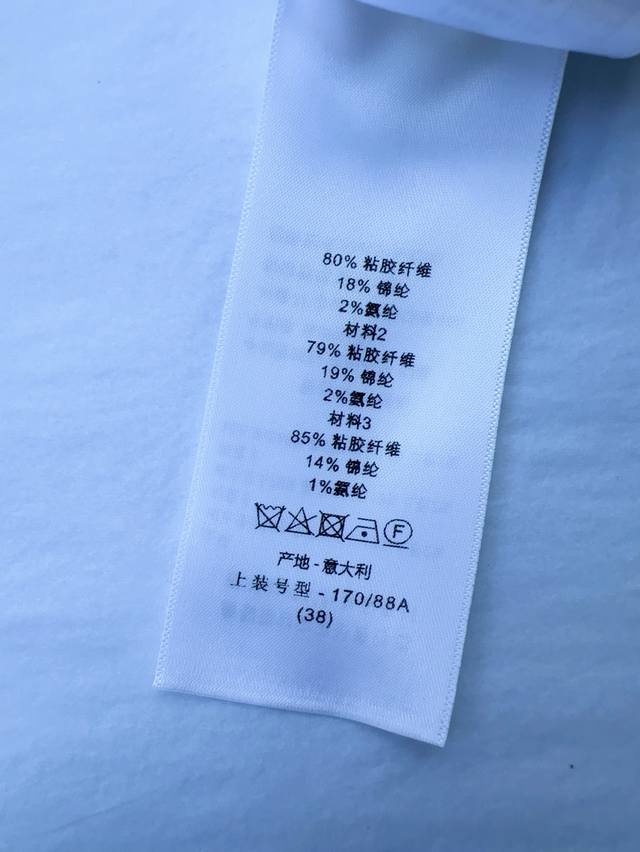 80% 粘胶纤维
18% 锦纶
2%氨纶
材料2
79% 粘胶纤维
19% 锦纶
2%氨纶
材料3
85% 粘胶纤维
14% 锦纶
1%氨纶
F
产地 - 意大利
上装号型 - 170/88A
(38)